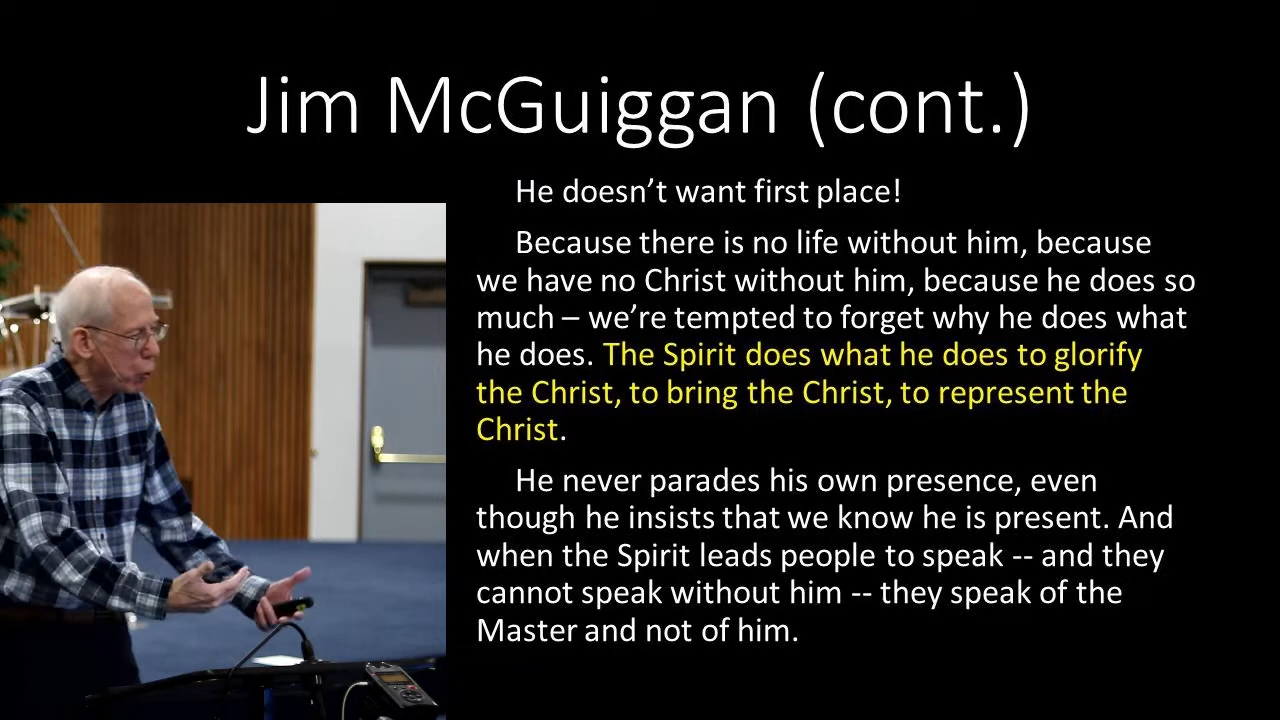 Jim McGuiggan (cont.)
He doesn’t want first place!
Because there is no life without him, because
we have no Christ without him, because he does so
much – we’re tempted to forget why he does what
he does. The Spirit does what he does to glorify
the Christ, to bring the Christ, to represent the
Christ.
He never parades his own presence, even
though he insists that we know he is present. And
when the Spirit leads people to speak -- and they
cannot speak without him -- they speak of the
Master and not of him.